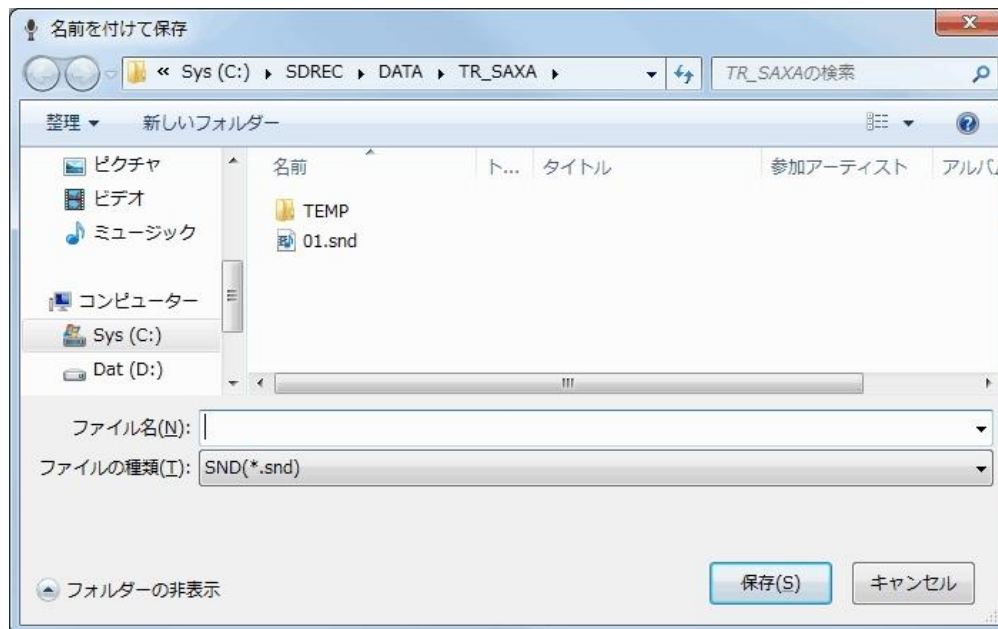 名前を付けて保存
« Sys (C:) ▸ SDREC ▸ DATA ▸ TR_SAXA ▸ TR_SAXAの検索
整理 ▼ 新しいフォルダー
ピクチャ
ビデオ
ミュージック
コンピューター
Sys (C:)
Dat (D:)
名前 ト... タイトル 参加アーティスト アルバム
TEMP
01.snd
ファイル名(N):
ファイルの種類(T): SND(*.snd)
フォルダーの非表示 保存(S) キャンセル